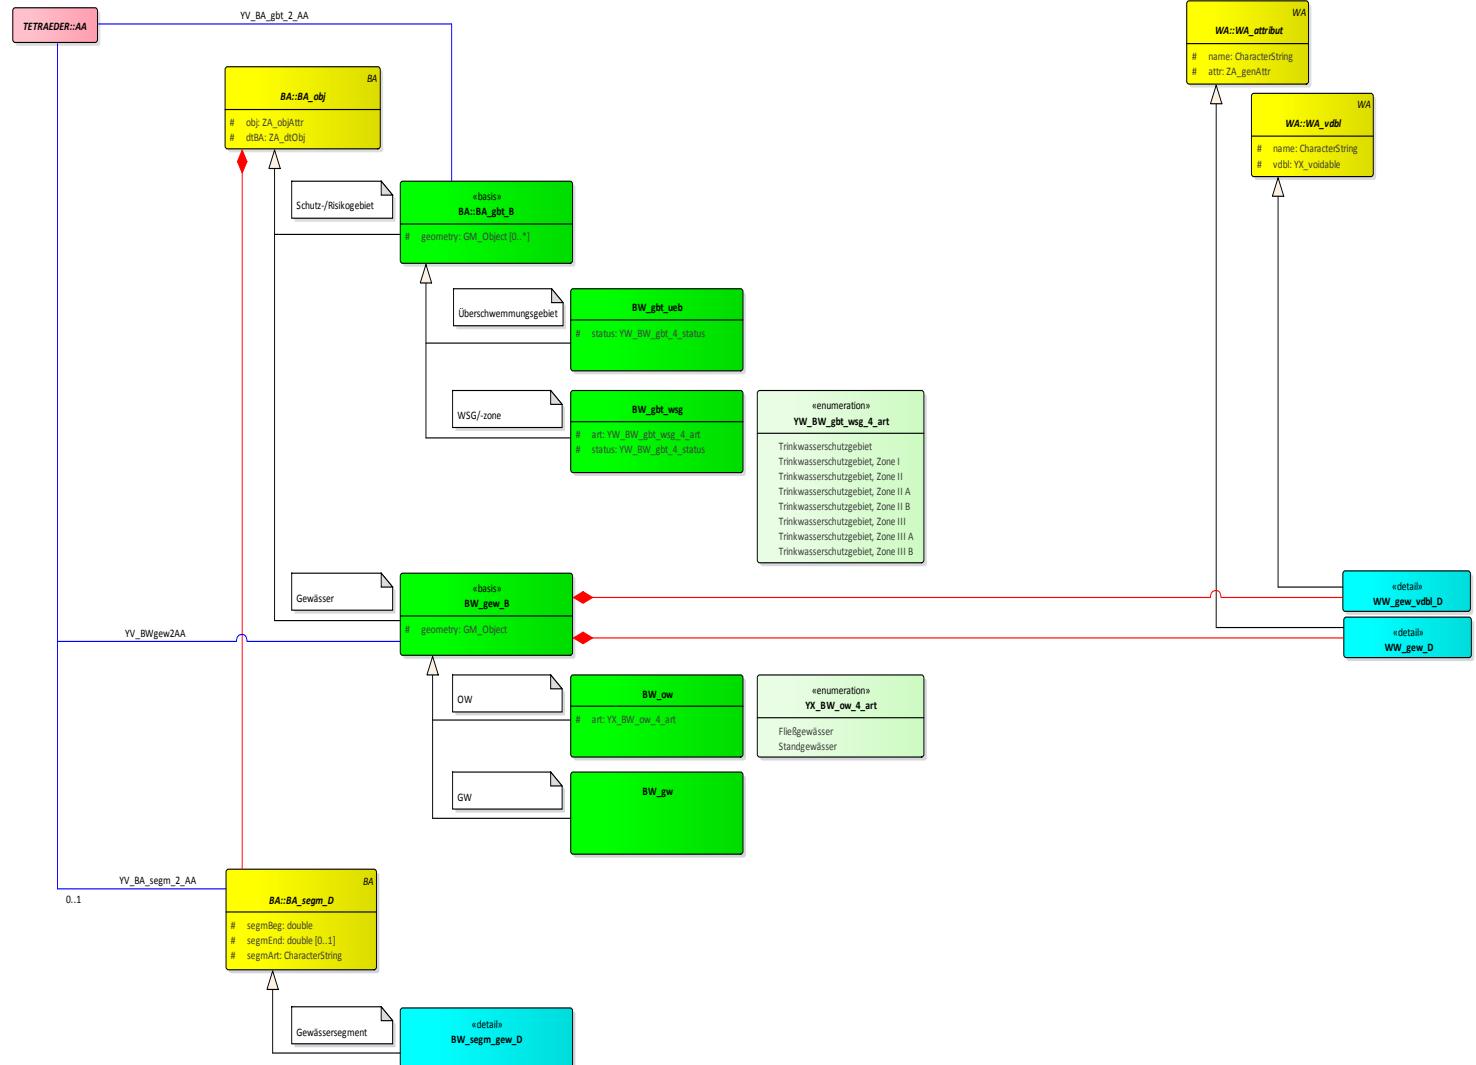 TETRAEDER::AA
YV_BA_gbt_2_AA
BA
BA::BA_obj
# obj: ZA_objAttr
# dtBA: ZA_dtObj
WA
WA::WA_attribut
# name: CharacterString
# attr: ZA_genAttr
WA
WA::WA_vdbl
# name: CharacterString
# vdbl: YX_voidable
Schutz-/Risikogebiet
«basis»
BA::BA_gbt_B
# geometry: GM_Object [0..*]
Überschwemmungsgebiet
BW_gbt_ueb
# status: YW_BW_gbt_4_status
WSG/-zone
BW_gbt_wsg
# art: YW_BW_gbt_wsg_4_art
# status: YW_BW_gbt_4_status
«enumeration»
YW_BW_gbt_wsg_4_art
Trinkwasserschutzgebiet
Trinkwasserschutzgebiet, Zone I
Trinkwasserschutzgebiet, Zone II
Trinkwasserschutzgebiet, Zone II A
Trinkwasserschutzgebiet, Zone II B
Trinkwasserschutzgebiet, Zone III
Trinkwasserschutzgebiet, Zone III A
Trinkwasserschutzgebiet, Zone III B
Gewässer
«basis»
BW_gew_B
# geometry: GM_Object
«detail»
WW_gew_vdbl_D
«detail»
WW_gew_D
YV_BWgew2AA
OW
BW_ow
# art: YX_BW_ow_4_art
«enumeration»
YX_BW_ow_4_art
Fließgewässer
Standgewässer
GW
BW_gw
YV_BA_segm_2_AA
0..1
BA
BA::BA_segm_D
# segmBeg: double
# segmEnd: double [0..1]
# segmArt: CharacterString
Gewässersegment
«detail»
BW_segm_gew_D